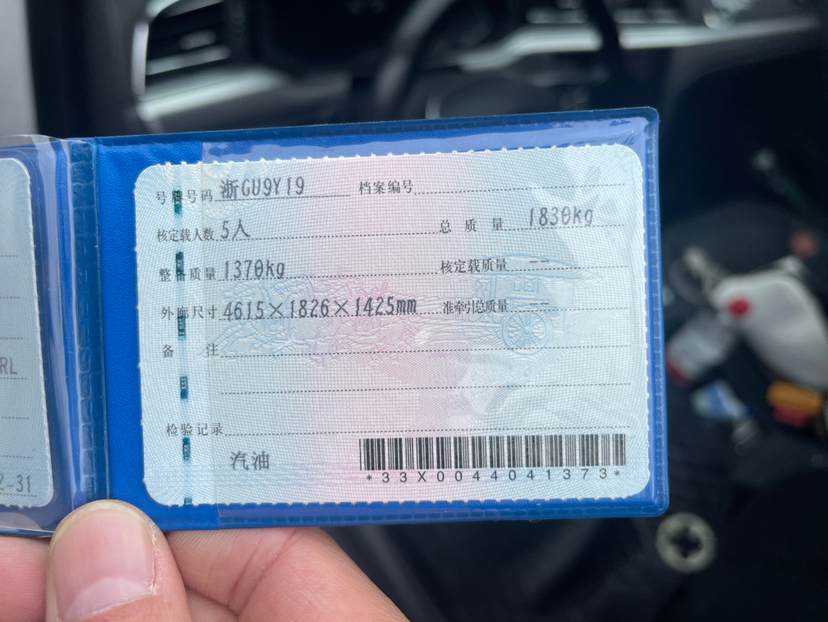 号牌号码 浙GU9Y19 档案编号
核定载人数 5人 总质量 1830kg
整备质量 1370kg 核定载质量 --
外廓尺寸 4615×1826×1425mm 准牵引总质量 --
备注
检验记录
汽油
*33X0044041373*
RL
2-31